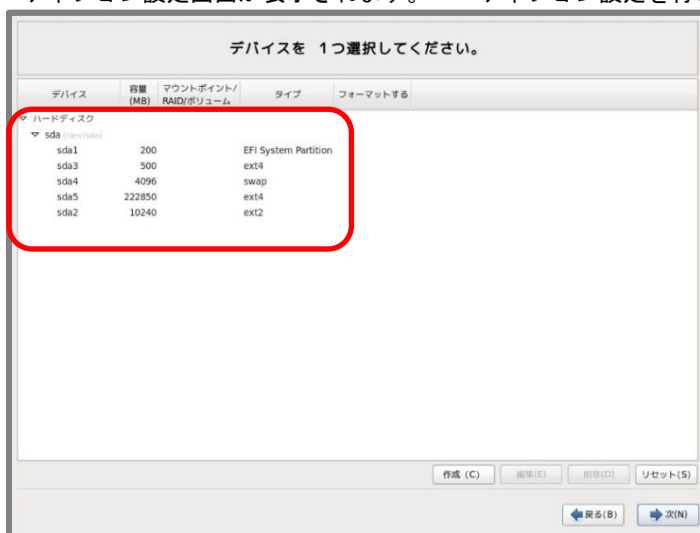 デバイスを 1つ選択してください。
デバイス 容量 (MB) マウントポイント/ RAID/ボリューム タイプ フォーマットする
▽ ハードディスク
▽ sda (/dev/sda)
sda1 200 EFI System Partition
sda3 500 ext4
sda4 4096 swap
sda5 222850 ext4
sda2 10240 ext2
作成 (C) 編集(E) 削除(D) リセット(S)
戻る(B) 次(N)